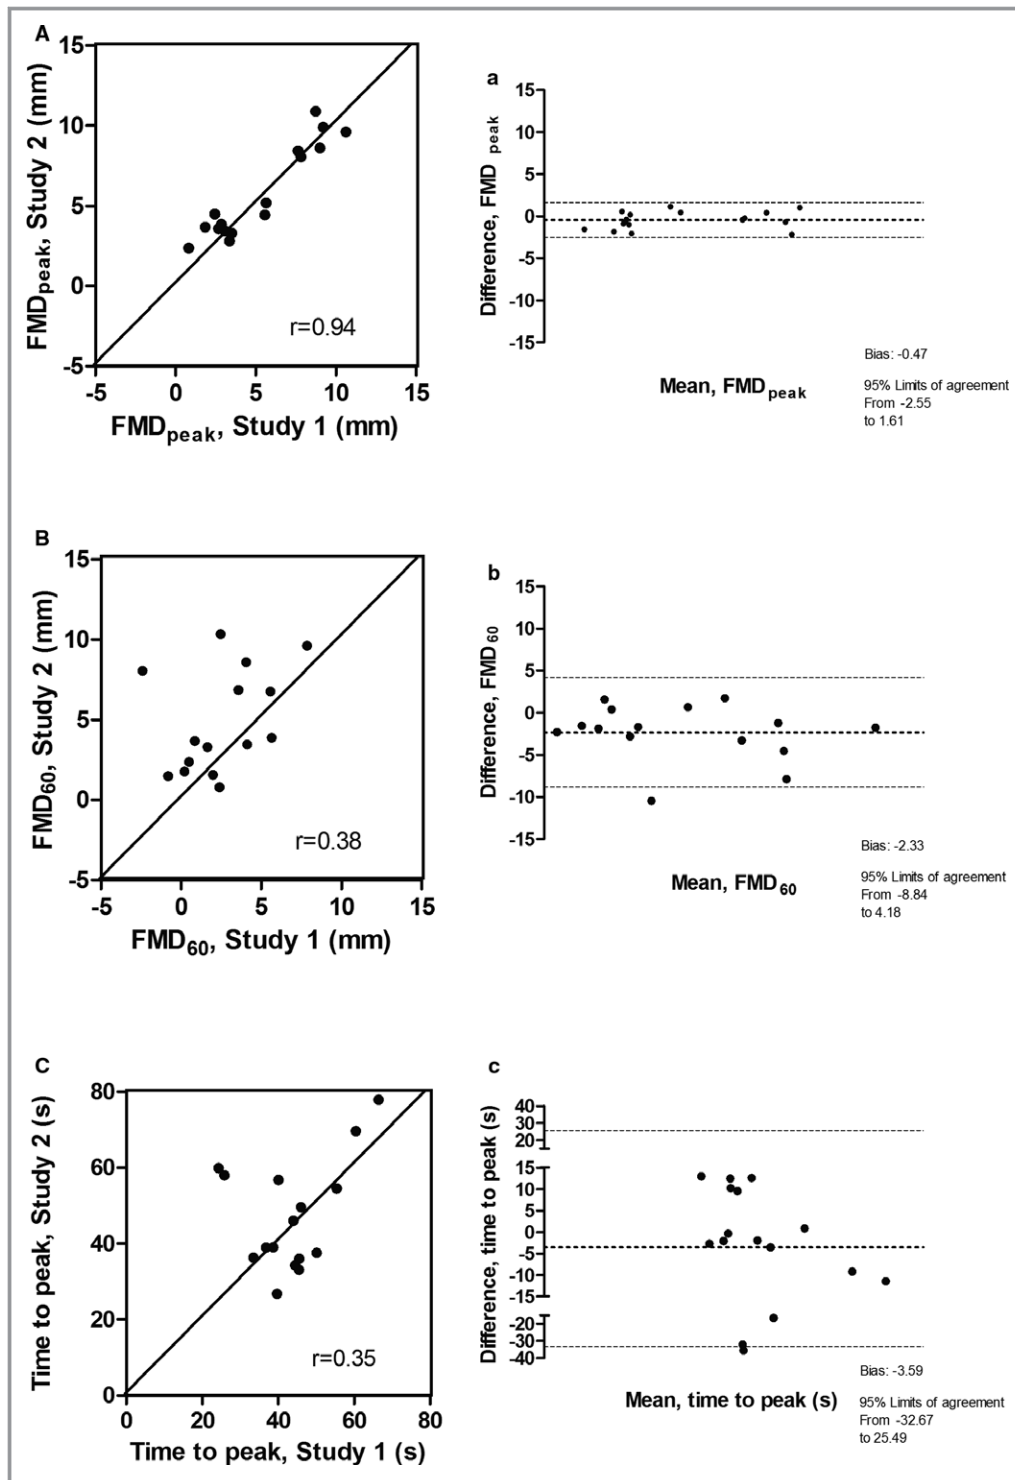 A
15
10
5
0
-5
-5 0 5 10 15
FMDpeak, Study 2 (mm)
FMDpeak, Study 1 (mm)
r=0.94
a
15
10
5
0
-5
-10
-15
Difference, FMD peak
Mean, FMDpeak
Bias: -0.47
95% Limits of agreement
From -2.55
to 1.61
B
15
10
5
0
-5
-5 0 5 10 15
FMD60, Study 2 (mm)
FMD60, Study 1 (mm)
r=0.38
b
15
10
5
0
-5
-10
-15
Difference, FMD60
Mean, FMD60
Bias: -2.33
95% Limits of agreement
From -8.84
to 4.18
C
80
60
40
20
0
0 20 40 60 80
Time to peak, Study 2 (s)
Time to peak, Study 1 (s)
r=0.35
c
40
30
20
15
10
5
0
-5
-10
-15
-20
-30
-40
Difference, time to peak (s)
Mean, time to peak (s)
Bias: -3.59
95% Limits of agreement
From -32.67
to 25.49